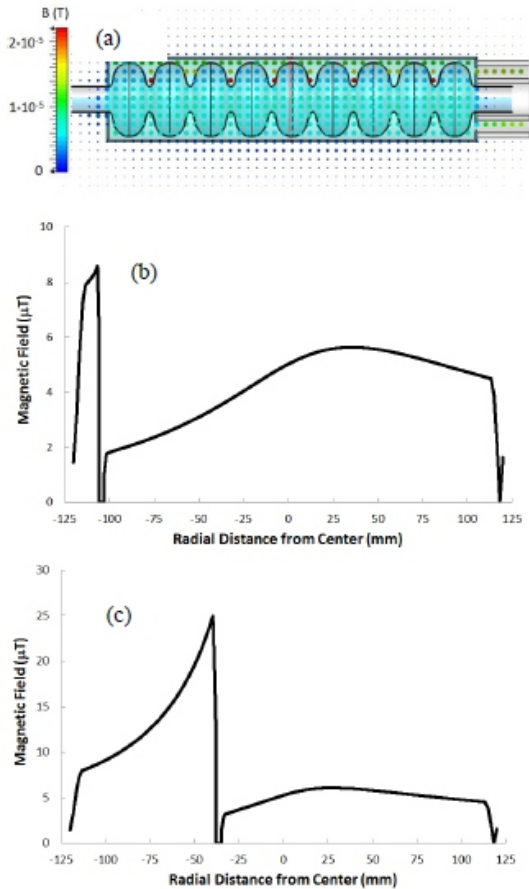 B (T)
2·10⁻⁵
1·10⁻⁵
0
(a)
10
8
6
4
2
0
Magnetic Field (μT)
(b)
-125 -100 -75 -50 -25 0 25 50 75 100 125
Radial Distance from Center (mm)
30
25
20
15
10
5
0
Magnetic Field (μT)
(c)
-125 -100 -75 -50 -25 0 25 50 75 100 125
Radial Distance from Center (mm)